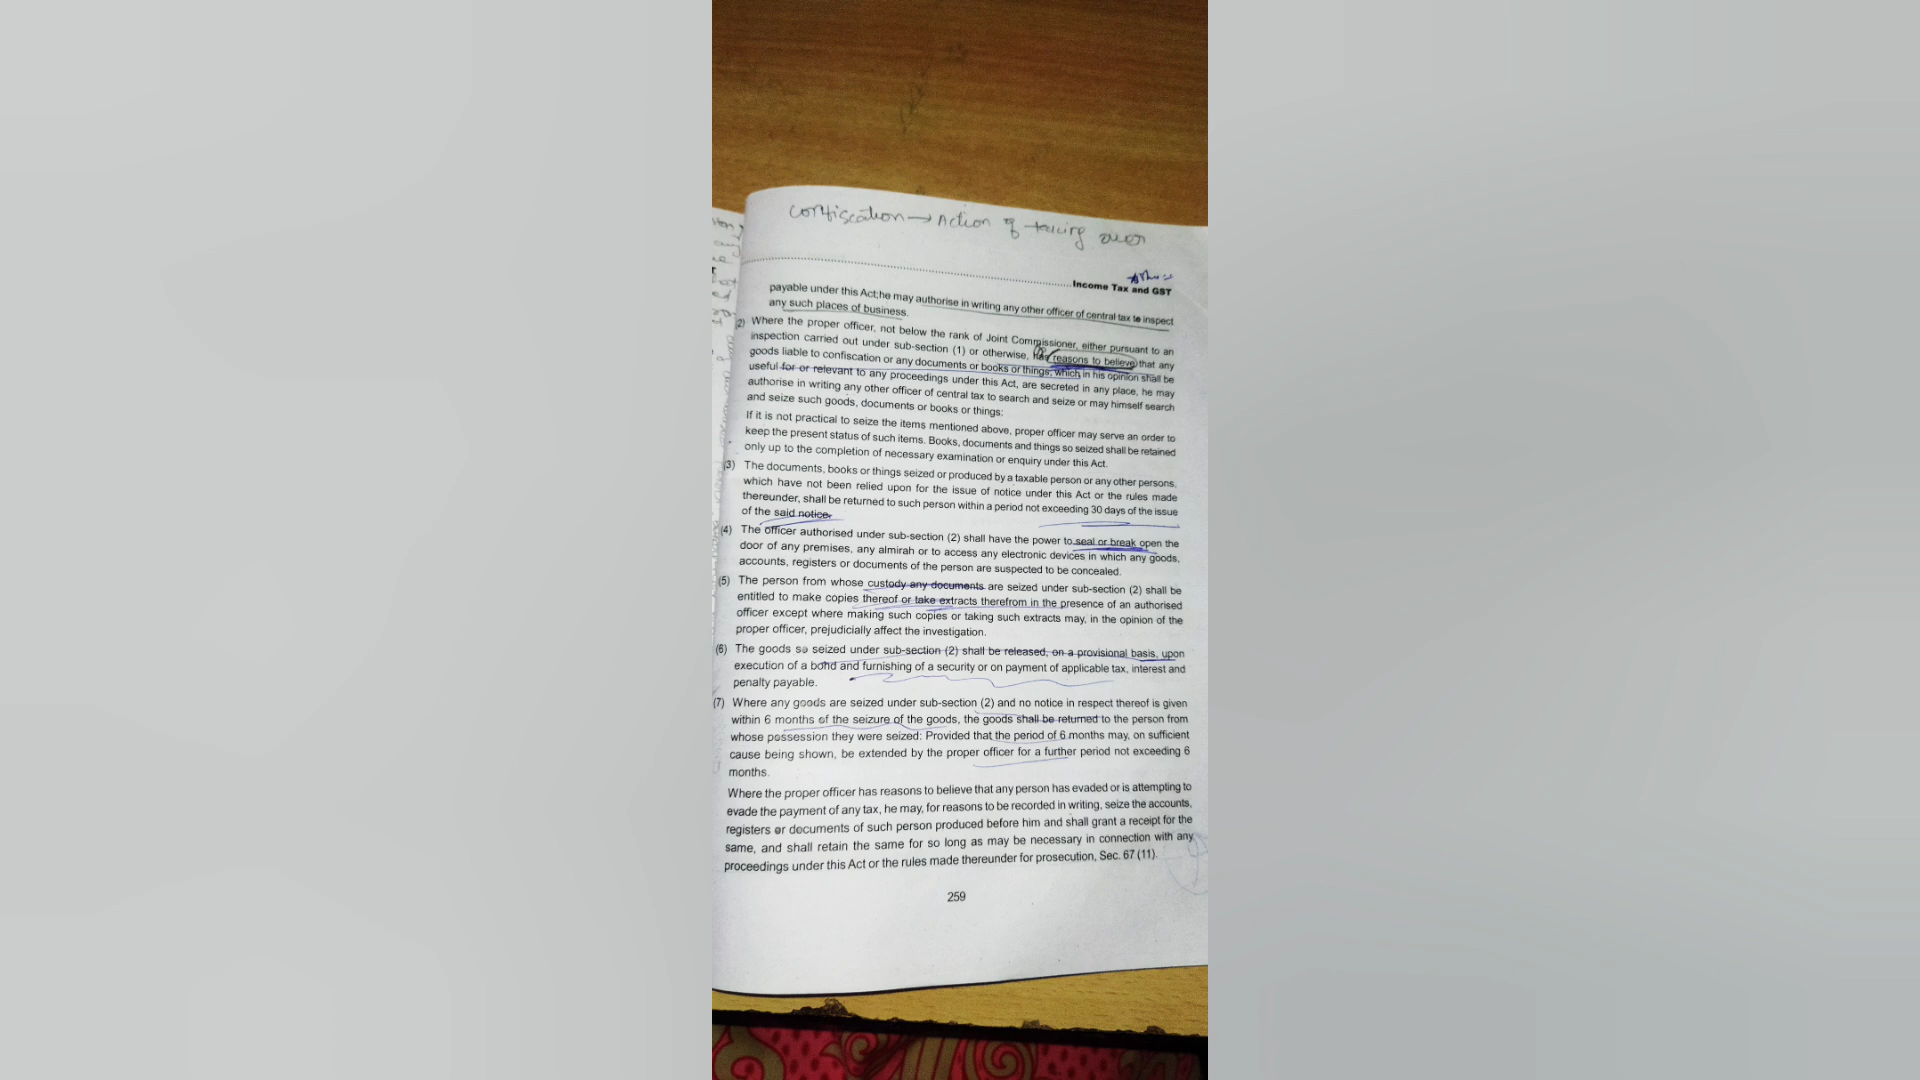 confiscation → Action of taking over
Income Tax and GST
payable under this Act;he may authorise in writing any other officer of central tax to inspect
any such places of business.
(2) Where the proper officer, not below the rank of Joint Commissioner, either pursuant to an
inspection carried out under sub-section (1) or otherwise, has reasons to believe that any
goods liable to confiscation or any documents or books or things, which in his opinion shall be
useful for or relevant to any proceedings under this Act, are secreted in any place, he may
authorise in writing any other officer of central tax to search and seize or may himself search
and seize such goods, documents or books or things:
If it is not practical to seize the items mentioned above, proper officer may serve an order to
keep the present status of such items. Books, documents and things so seized shall be retained
only up to the completion of necessary examination or enquiry under this Act.
(3) The documents, books or things seized or produced by a taxable person or any other persons,
which have not been relied upon for the issue of notice under this Act or the rules made
thereunder, shall be returned to such person within a period not exceeding 30 days of the issue
of the said notice.
(4) The officer authorised under sub-section (2) shall have the power to seal or break open the
door of any premises, any almirah or to access any electronic devices in which any goods,
accounts, registers or documents of the person are suspected to be concealed.
(5) The person from whose custody any documents are seized under sub-section (2) shall be
entitled to make copies thereof or take extracts therefrom in the presence of an authorised
officer except where making such copies or taking such extracts may, in the opinion of the
proper officer, prejudicially affect the investigation.
(6) The goods so seized under sub-section (2) shall be released, on a provisional basis, upon
execution of a bond and furnishing of a security or on payment of applicable tax, interest and
penalty payable.
(7) Where any goods are seized under sub-section (2) and no notice in respect thereof is given
within 6 months of the seizure of the goods, the goods shall be returned to the person from
whose possession they were seized: Provided that the period of 6 months may, on sufficient
cause being shown, be extended by the proper officer for a further period not exceeding 6
months.
Where the proper officer has reasons to believe that any person has evaded or is attempting to
evade the payment of any tax, he may, for reasons to be recorded in writing, seize the accounts,
registers or documents of such person produced before him and shall grant a receipt for the
same, and shall retain the same for so long as may be necessary in connection with any
proceedings under this Act or the rules made thereunder for prosecution, Sec. 67 (11).
259